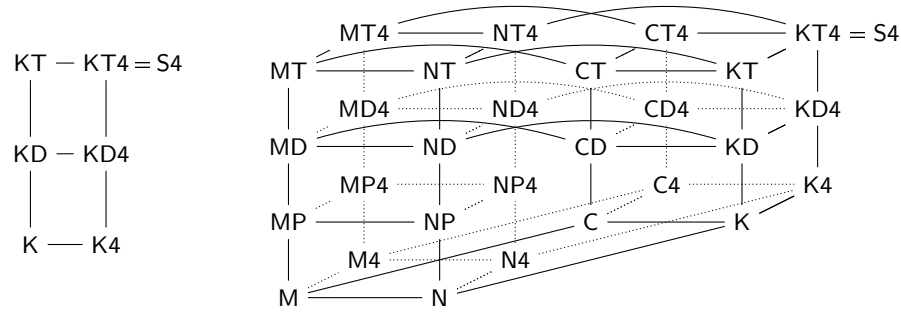 KT KT4 = S4
KD KD4
K K4
MT4 NT4 CT4 KT4 = S4
MT NT CT KT
MD4 ND4 CD4 KD4
MD ND CD KD
MP4 NP4 C4 K4
MP NP C K
M4 N4
M N